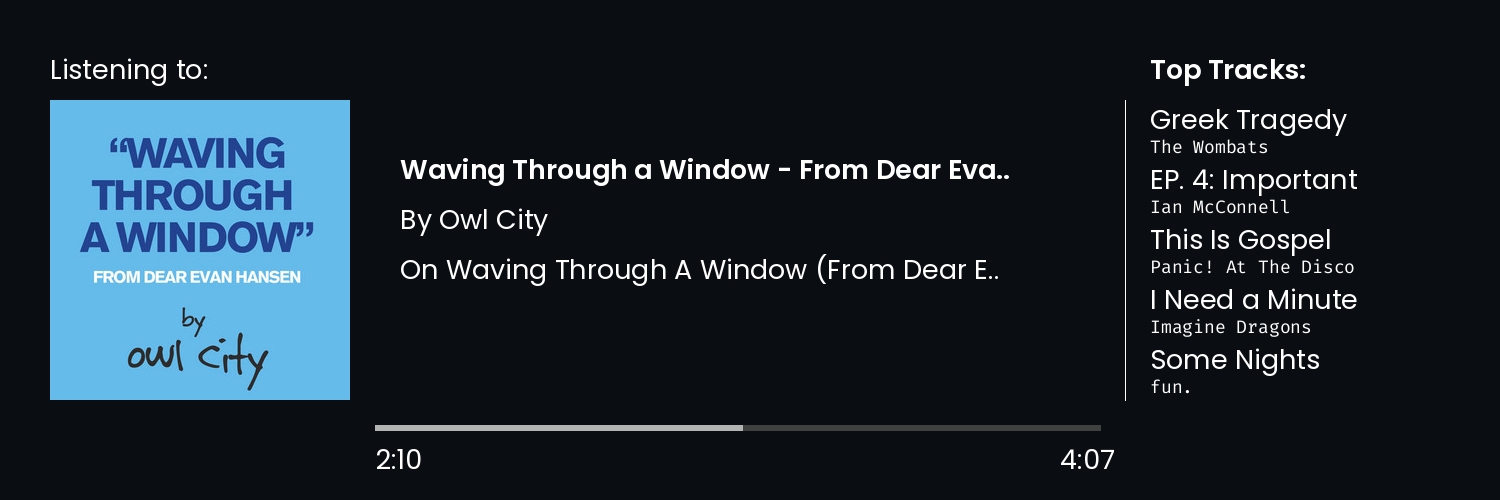 Listening to:
“WAVING
THROUGH
A WINDOW”
FROM DEAR EVAN HANSEN
by
owl city
Waving Through a Window - From Dear Eva..
By Owl City
On Waving Through A Window (From Dear E..
2:10
4:07
Top Tracks:
Greek Tragedy
The Wombats
EP. 4: Important
Ian McConnell
This Is Gospel
Panic! At The Disco
I Need a Minute
Imagine Dragons
Some Nights
fun.